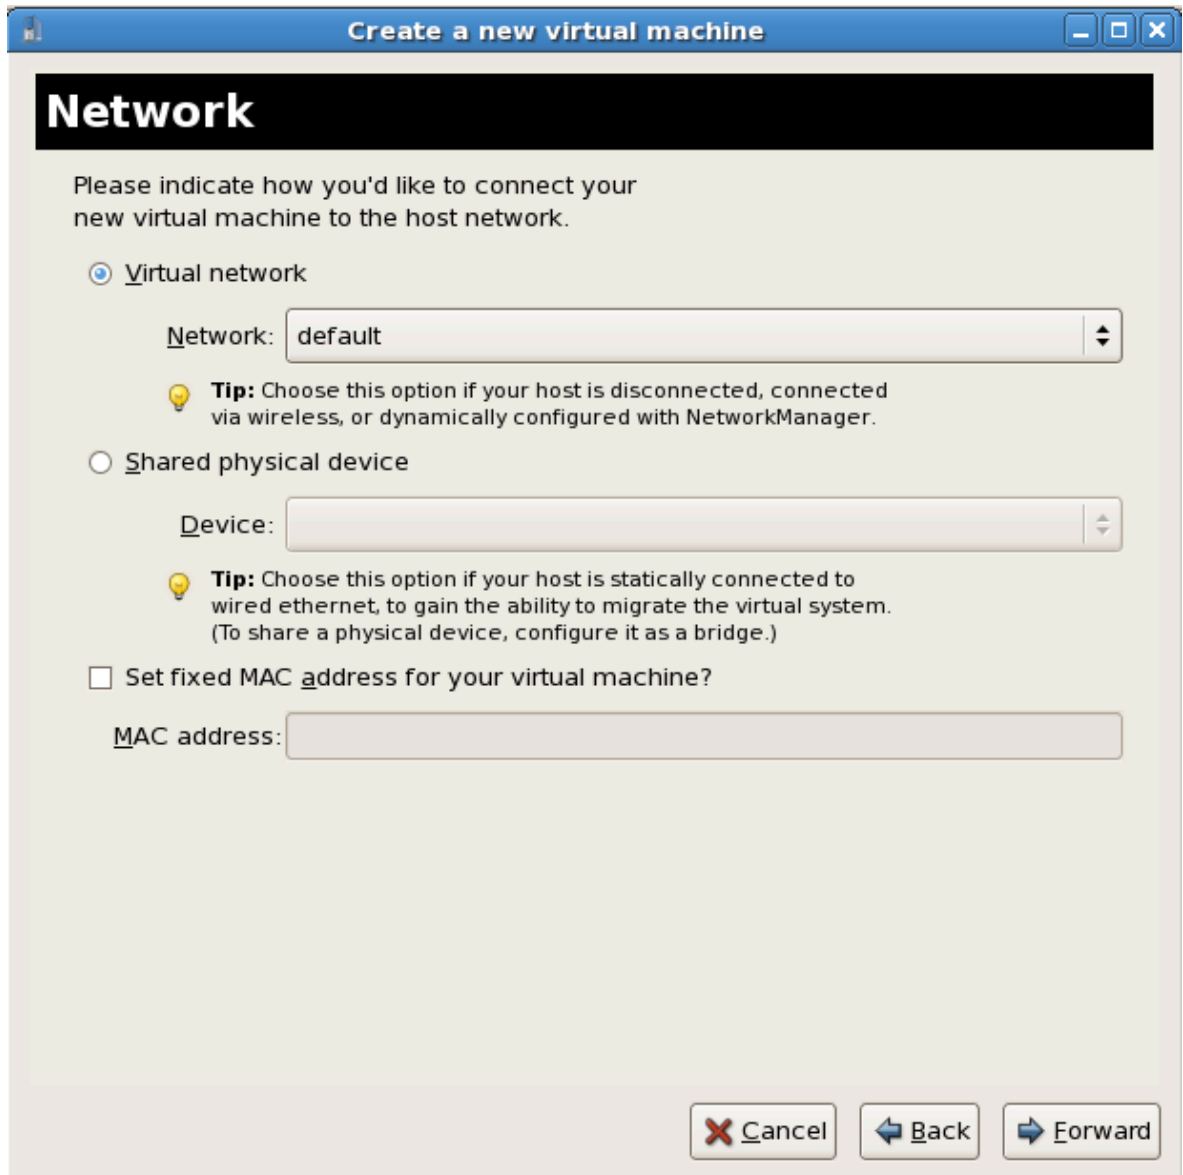 Create a new virtual machine
Network
Please indicate how you'd like to connect your
new virtual machine to the host network.
Virtual network
Network: default
Tip: Choose this option if your host is disconnected, connected
via wireless, or dynamically configured with NetworkManager.
Shared physical device
Device:
Tip: Choose this option if your host is statically connected to
wired ethernet, to gain the ability to migrate the virtual system.
(To share a physical device, configure it as a bridge.)
Set fixed MAC address for your virtual machine?
MAC address:
Cancel Back Forward